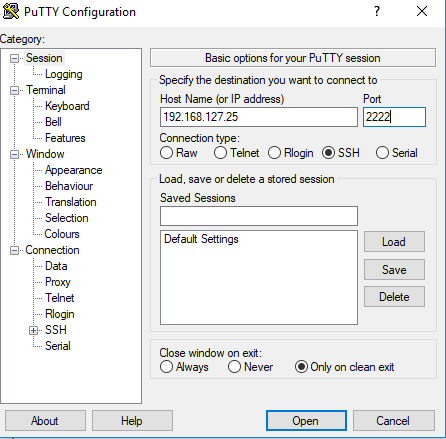 PuTTY Configuration
? ×
Category:
Session
Logging
Terminal
Keyboard
Bell
Features
Window
Appearance
Behaviour
Translation
Selection
Colours
Connection
Data
Proxy
Telnet
Rlogin
SSH
Serial
Basic options for your PuTTY session
Specify the destination you want to connect to
Host Name (or IP address) Port
192.168.127.25 2222
Connection type:
Raw Telnet Rlogin SSH Serial
Load, save or delete a stored session
Saved Sessions
Default Settings
Load
Save
Delete
Close window on exit:
Always Never Only on clean exit
About Help Open Cancel